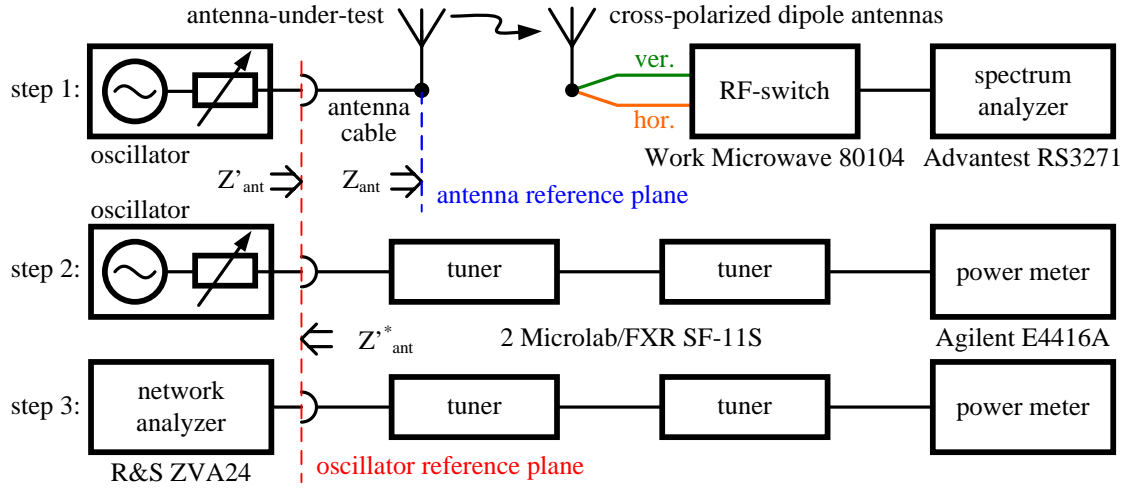 antenna-under-test
cross-polarized dipole antennas
step 1:
ver.
RF-switch
spectrum
analyzer
antenna
cable
hor.
oscillator
Work Microwave 80104
Advantest RS3271
Z'ant
Zant
antenna reference plane
oscillator
step 2:
tuner
tuner
power meter
Z'*ant
2 Microlab/FXR SF-11S
Agilent E4416A
step 3:
network
analyzer
tuner
tuner
power meter
R&S ZVA24
oscillator reference plane